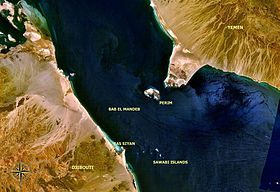 YEMEN
PERIM
BAB EL MANDEB
RAS SIYAN
SAWABI ISLANDS
DJIBOUTI